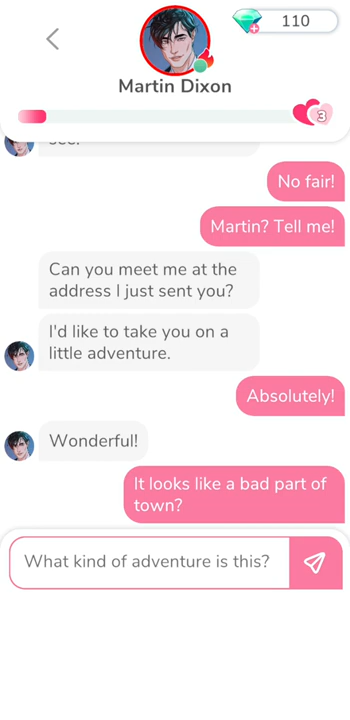 110
Martin Dixon
3
see.
No fair!
Martin? Tell me!
Can you meet me at the
address I just sent you?
I'd like to take you on a
little adventure.
Absolutely!
Wonderful!
It looks like a bad part of
town?
What kind of adventure is this?